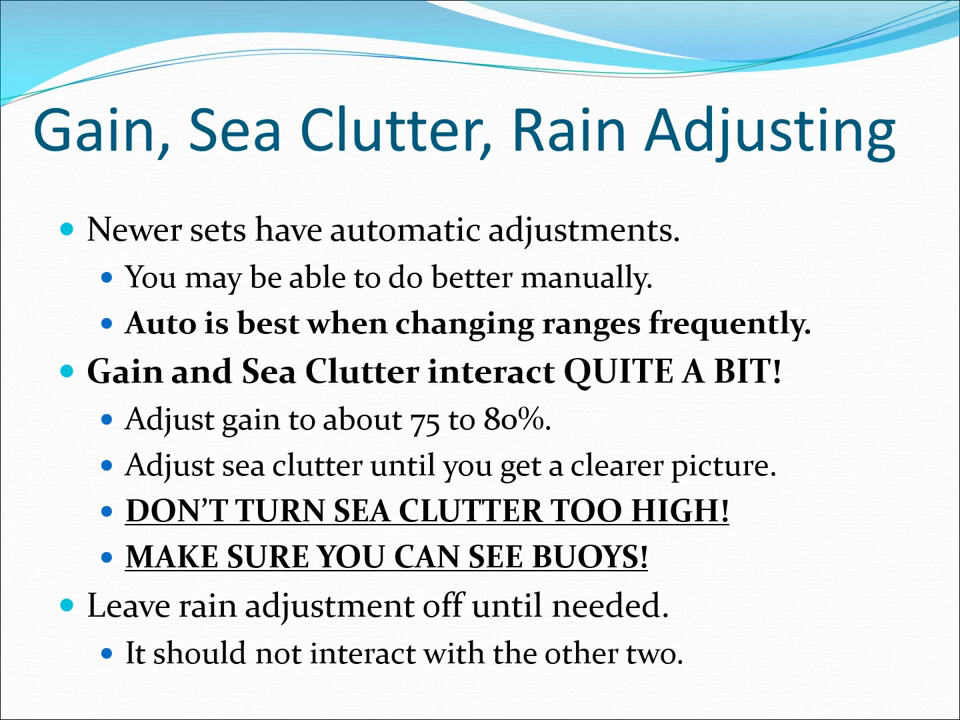 Gain, Sea Clutter, Rain Adjusting
Newer sets have automatic adjustments.
You may be able to do better manually.
Auto is best when changing ranges frequently.
Gain and Sea Clutter interact QUITE A BIT!
Adjust gain to about 75 to 80%.
Adjust sea clutter until you get a clearer picture.
DON’T TURN SEA CLUTTER TOO HIGH!
MAKE SURE YOU CAN SEE BUOYS!
Leave rain adjustment off until needed.
It should not interact with the other two.